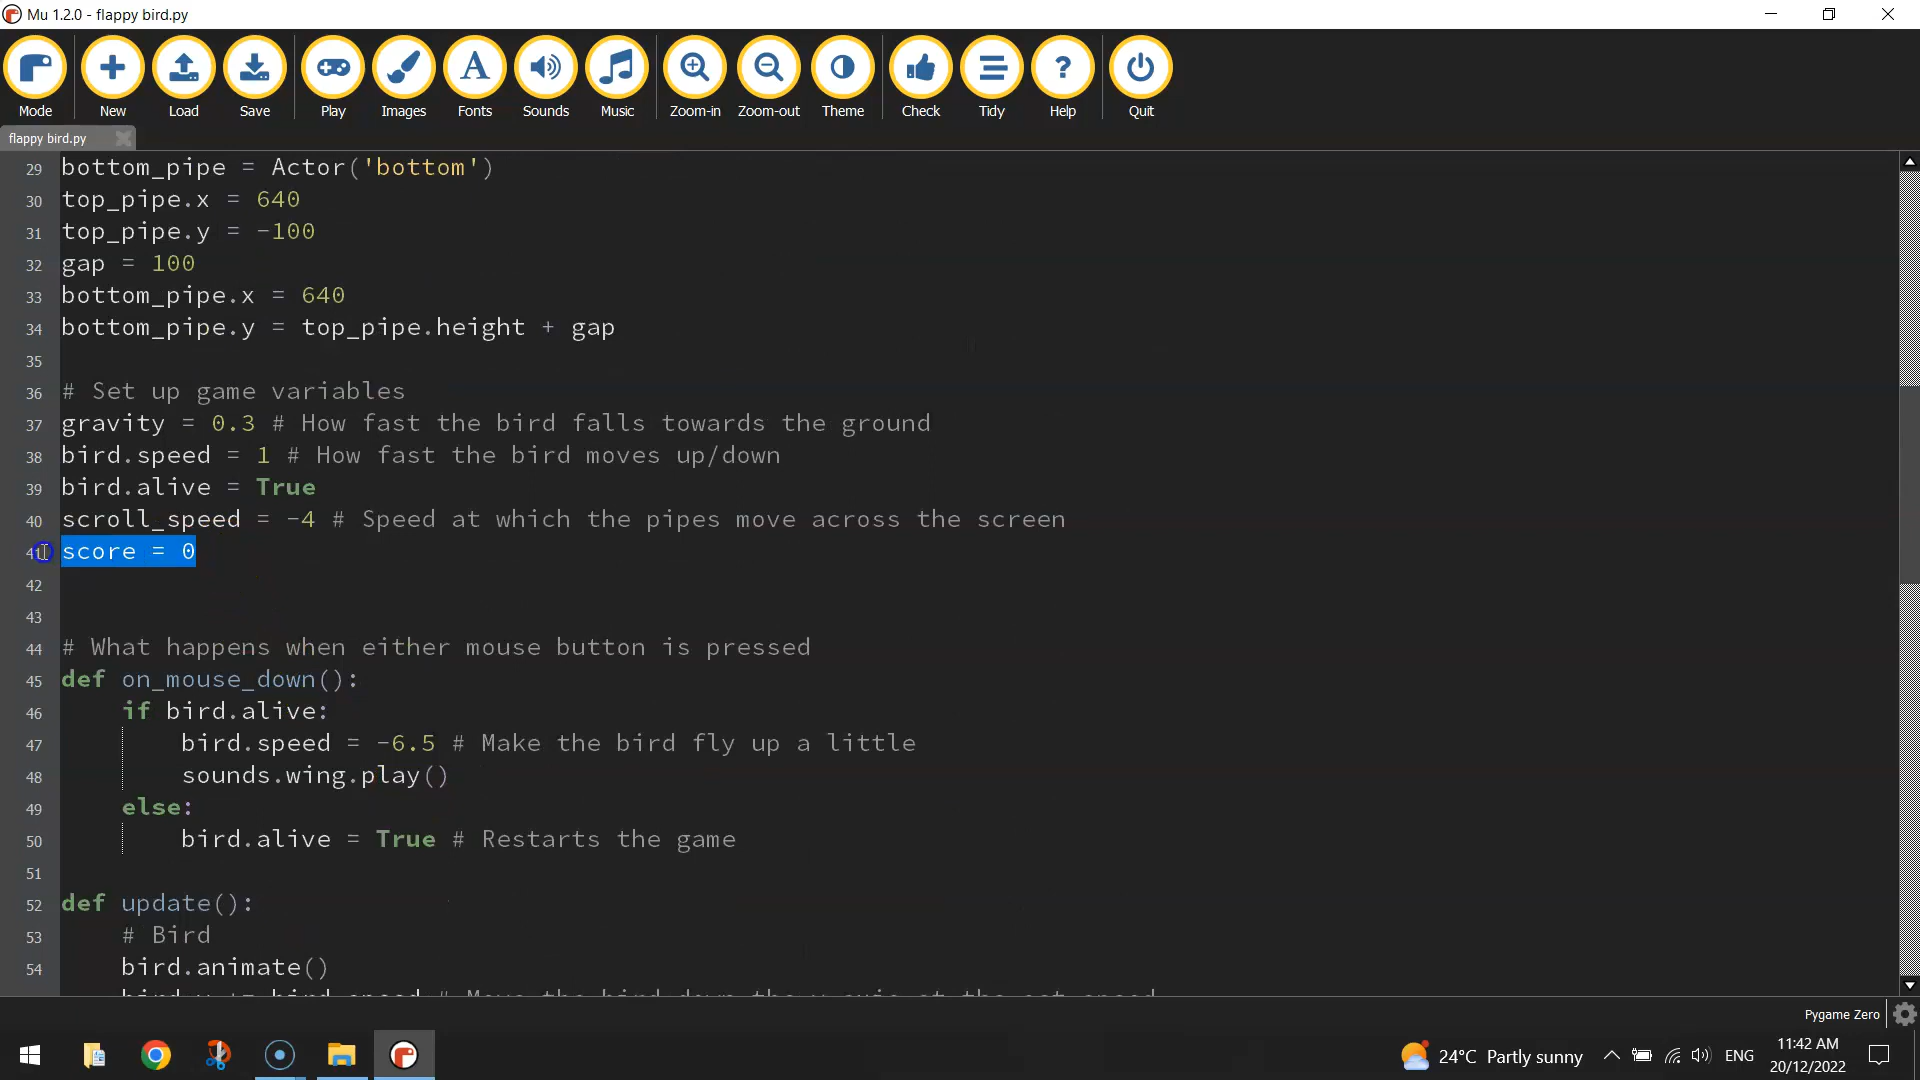 Mu 1.2.0 - flappy bird.py
Mode
New
Load
Save
Play
Images
Fonts
Sounds
Music
Zoom-in
Zoom-out
Theme
Check
Tidy
Help
Quit
flappy bird.py
29 bottom_pipe = Actor('bottom')
30 top_pipe.x = 640
31 top_pipe.y = -100
32 gap = 100
33 bottom_pipe.x = 640
34 bottom_pipe.y = top_pipe.height + gap
35
36 # Set up game variables
37 gravity = 0.3 # How fast the bird falls towards the ground
38 bird.speed = 1 # How fast the bird moves up/down
39 bird.alive = True
40 scroll_speed = -4 # Speed at which the pipes move across the screen
41 score = 0
42
43
44 # What happens when either mouse button is pressed
45 def on_mouse_down():
46 if bird.alive:
47 bird.speed = -6.5 # Make the bird fly up a little
48 sounds.wing.play()
49 else:
50 bird.alive = True # Restarts the game
51
52 def update():
53 # Bird
54 bird.animate()
Pygame Zero
24°C Partly sunny
ENG
11:42 AM
20/12/2022